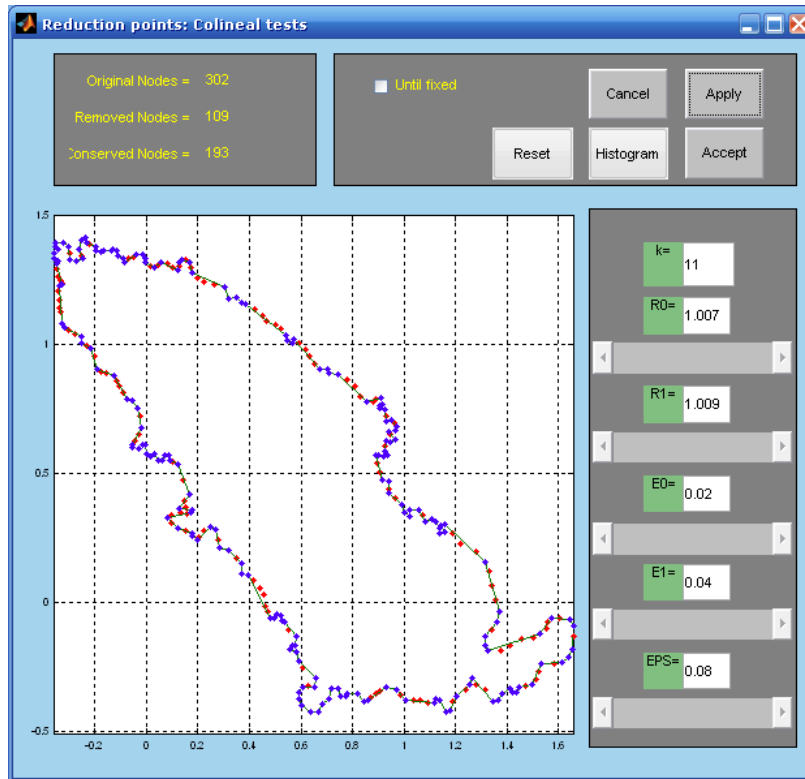 Reduction points: Colineal tests
Original Nodes = 302
Removed Nodes = 109
Conserved Nodes = 193
Until fixed
Cancel
Apply
Reset
Histogram
Accept
k= 11
R0= 1.007
R1= 1.009
E0= 0.02
E1= 0.04
EPS= 0.08
1.5
1
0.5
0
-0.5
-0.2 0 0.2 0.4 0.6 0.8 1 1.2 1.4 1.6